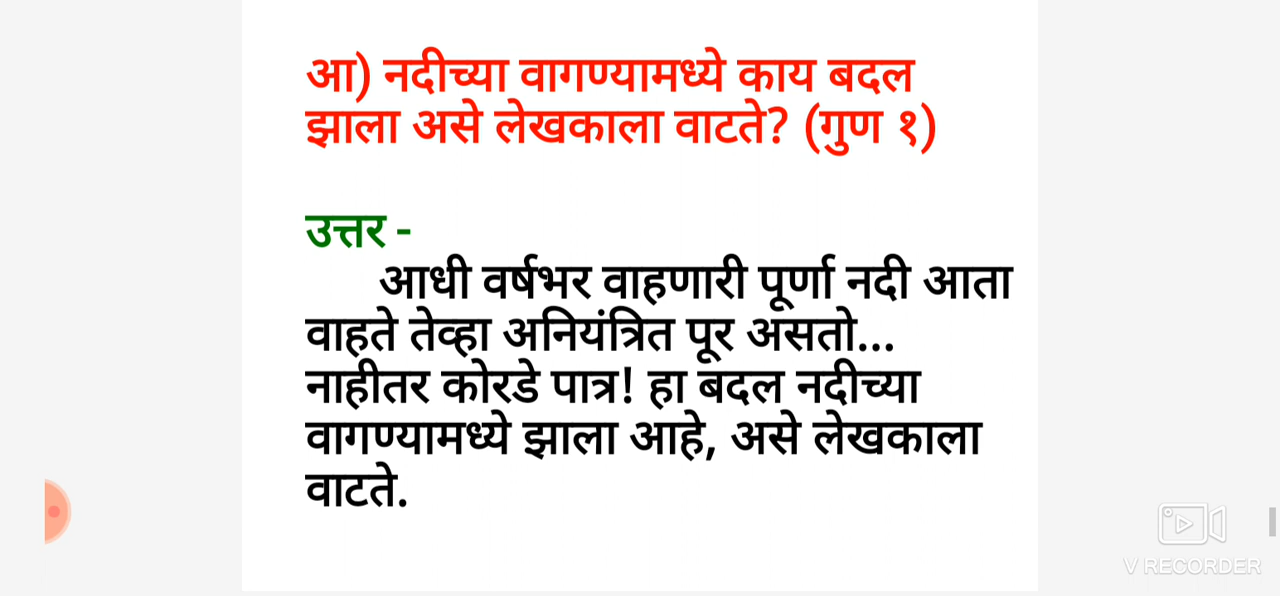 आ) नदीच्या वागण्यामध्ये काय बदल
झाला असे लेखकाला वाटते? (गुण १)
उत्तर -
आधी वर्षभर वाहणारी पूर्णा नदी आता
वाहते तेव्हा अनियंत्रित पूर असतो...
नाहीतर कोरडे पात्र! हा बदल नदीच्या
वागण्यामध्ये झाला आहे, असे लेखकाला
वाटते.
V RECORDER